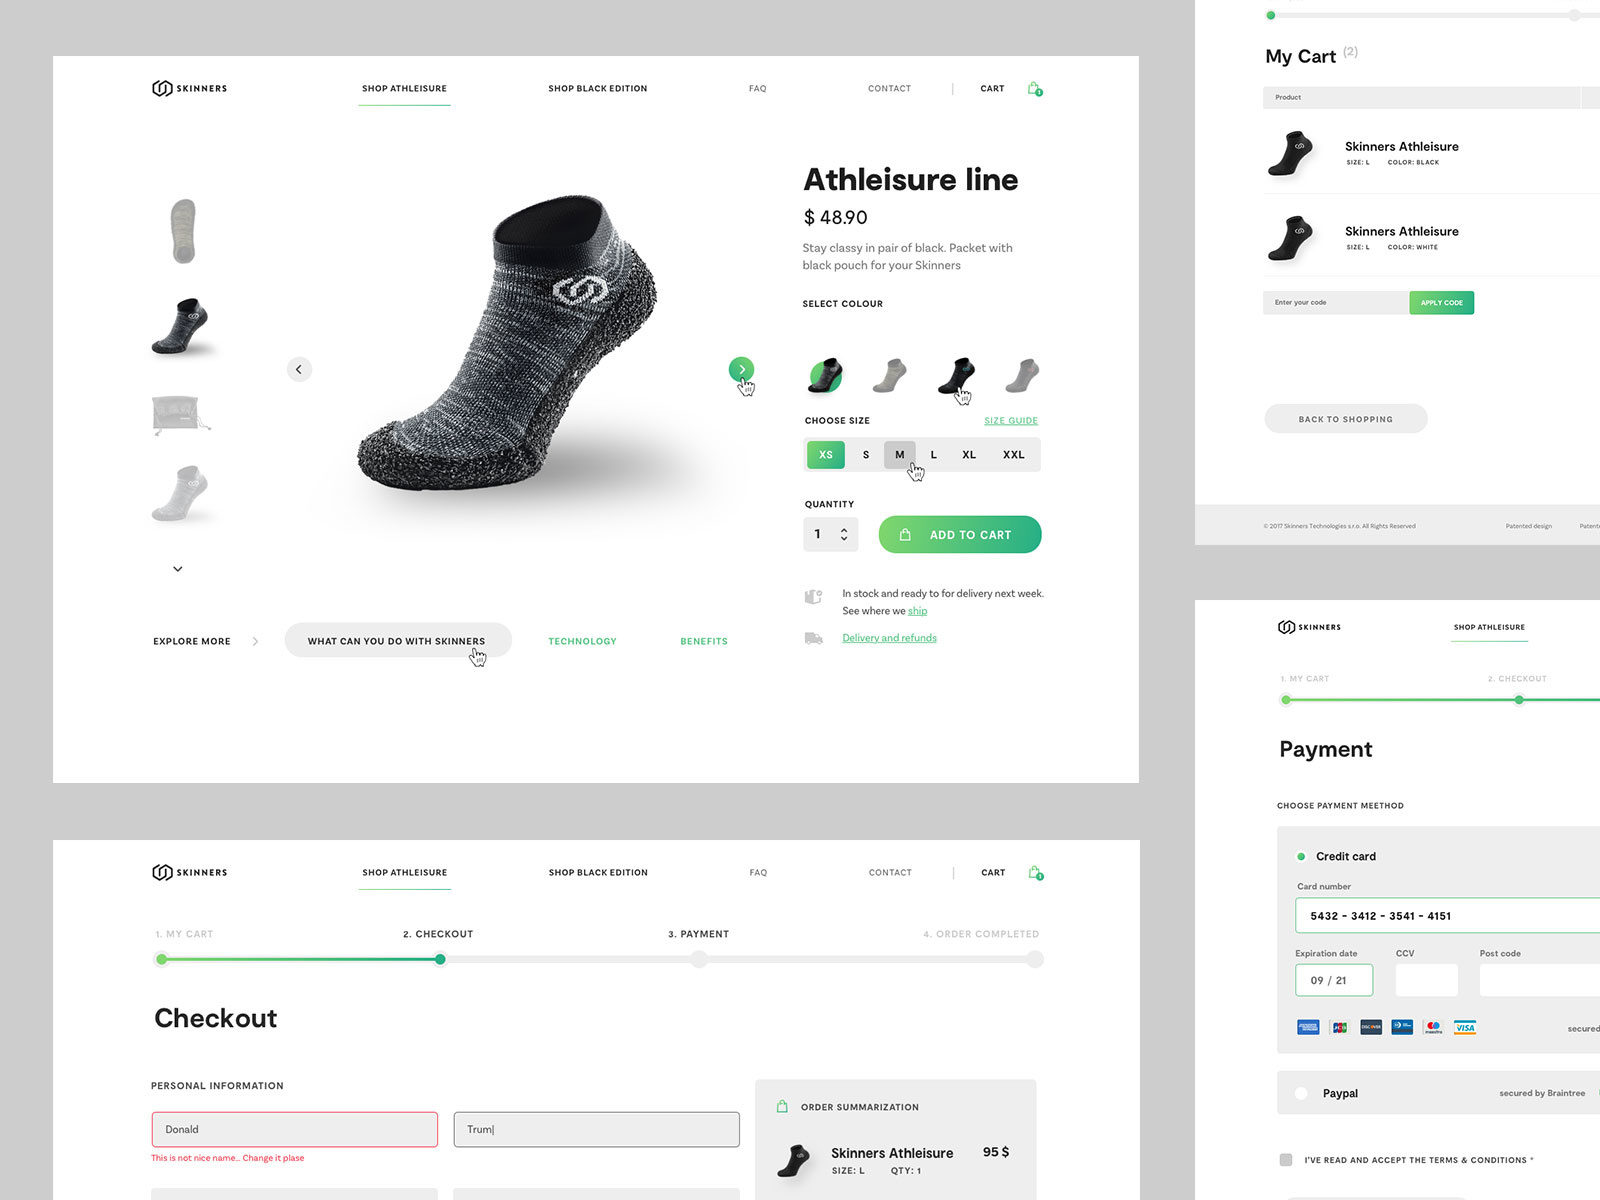 SKINNERS
SHOP ATHLEISURE
SHOP BLACK EDITION
FAQ
CONTACT
CART
1
Athleisure line
$ 48.90
Stay classy in pair of black. Packet with
black pouch for your Skinners
SELECT COLOUR
CHOOSE SIZE
SIZE GUIDE
XS S M L XL XXL
QUANTITY
1
ADD TO CART
In stock and ready to for delivery next week.
See where we ship
Delivery and refunds
EXPLORE MORE
WHAT CAN YOU DO WITH SKINNERS
TECHNOLOGY
BENEFITS
SKINNERS
SHOP ATHLEISURE
SHOP BLACK EDITION
FAQ
CONTACT
CART
1
1. MY CART
2. CHECKOUT
3. PAYMENT
4. ORDER COMPLETED
Checkout
PERSONAL INFORMATION
Donald
Trum
This is not nice name... Change it plase
ORDER SUMMARIZATION
Skinners Athleisure
95 $
SIZE: L QTY: 1
My Cart (2)
Product
Skinners Athleisure
SIZE: L COLOR: BLACK
Skinners Athleisure
SIZE: L COLOR: WHITE
Enter your code
APPLY CODE
BACK TO SHOPPING
© 2017 Skinners Technologies s.r.o. All Rights Reserved
Patented design
Patente
SKINNERS
SHOP ATHLEISURE
1. MY CART
2. CHECKOUT
Payment
CHOOSE PAYMENT MEETHOD
Credit card
Card number
5432 - 3412 - 3541 - 4151
Expiration date
CCV
Post code
09 / 21
JCB
DISCOVER
maestro
VISA
secured
Paypal
secured by Braintree
I'VE READ AND ACCEPT THE TERMS & CONDITIONS *